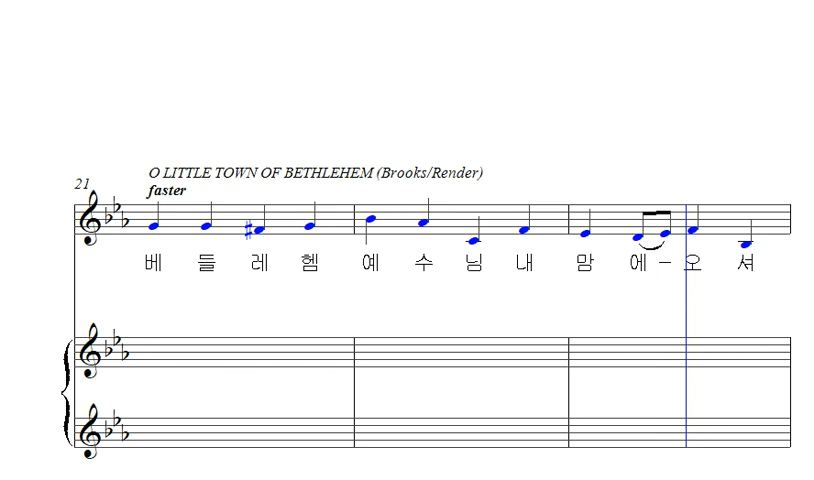 O LITTLE TOWN OF BETHLEHEM (Brooks/Render)
21
faster
베 들 레 헴 예 수 님 내 맘 에 - 오 셔